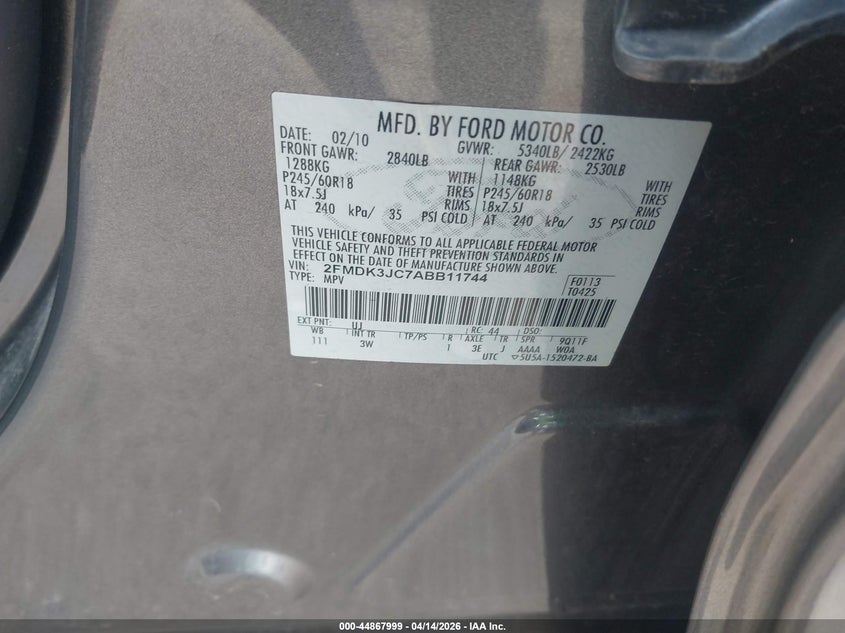 MFD. BY FORD MOTOR CO.
DATE: 02/10 GVWR: 5340LB/ 2422KG
FRONT GAWR: 2840LB REAR GAWR: 2530LB
1288KG WITH 1148KG WITH
P245/60R18 TIRES P245/60R18 TIRES
18x7.5J RIMS 18x7.5J RIMS
AT 240 kPa/ 35 PSI COLD AT 240 kPa/ 35 PSI COLD
THIS VEHICLE CONFORMS TO ALL APPLICABLE FEDERAL MOTOR
VEHICLE SAFETY AND THEFT PREVENTION STANDARDS IN
EFFECT ON THE DATE OF MANUFACTURE SHOWN ABOVE.
VIN: 2FMDK3JC7ABB11744 F0113
TYPE: MPV T0425
EXT PNT: UJ RC: 44 DSO:
WB INT TR TP/PS R AXLE TR SPR 9Q11F
111 3W 1 3E J AAAA WOA
UTC 5U5A-1520472-BA
000-44867999 - 04/14/2026 - IAA Inc.